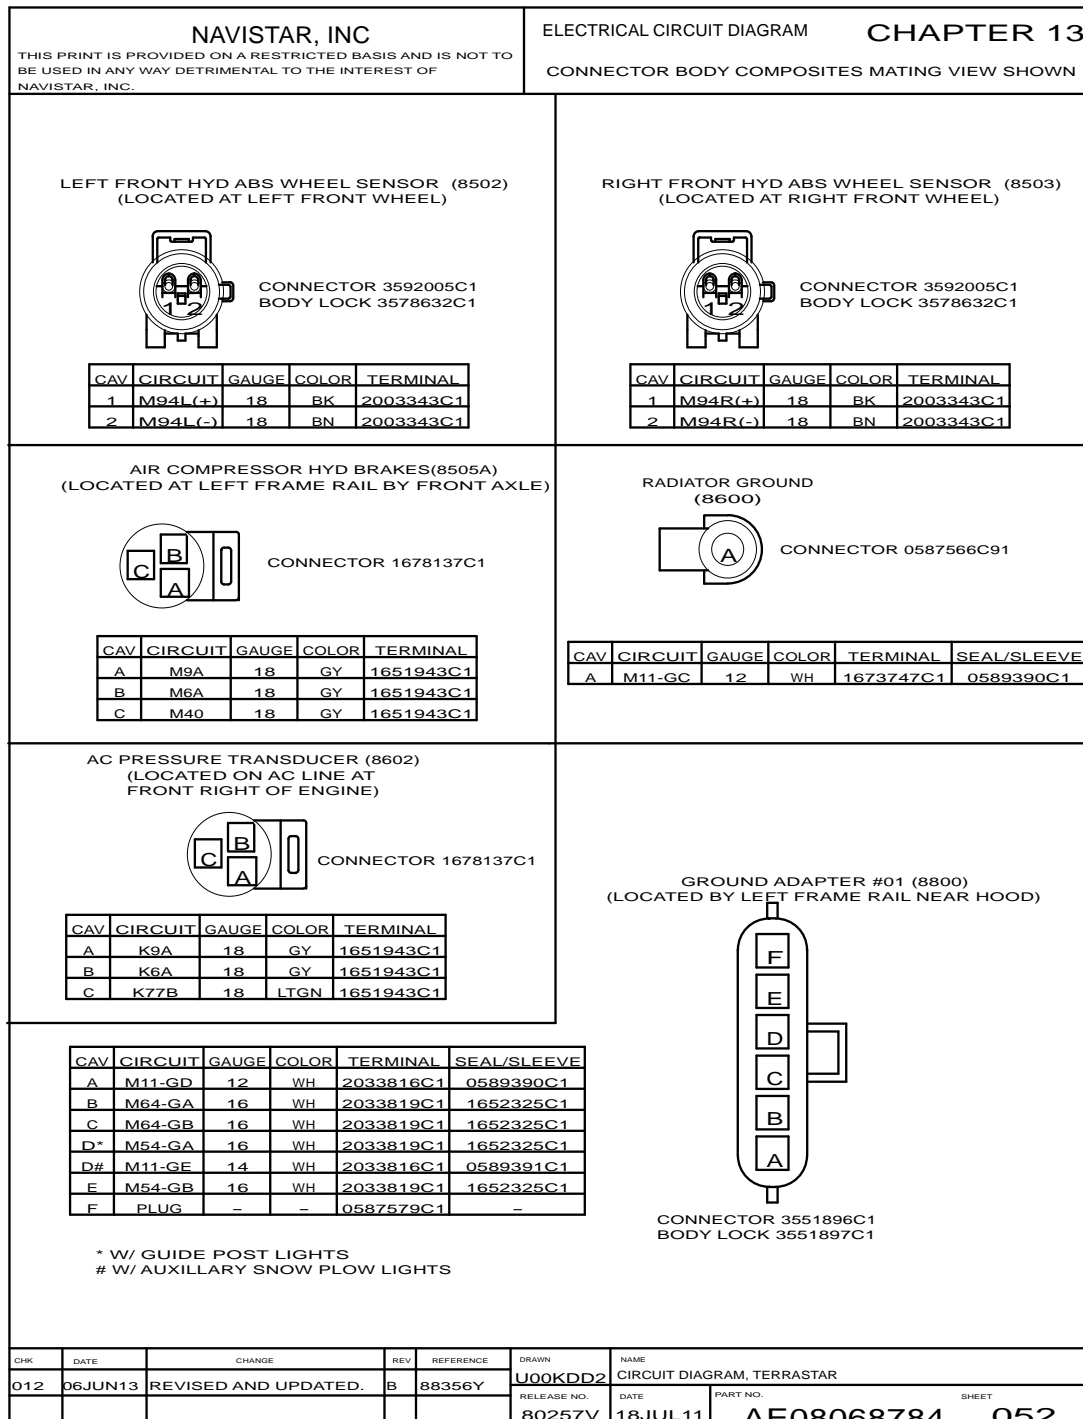 NAVISTAR, INC
THIS PRINT IS PROVIDED ON A RESTRICTED BASIS AND IS NOT TO
BE USED IN ANY WAY DETRIMENTAL TO THE INTEREST OF
NAVISTAR, INC.
ELECTRICAL CIRCUIT DIAGRAM CHAPTER 13
CONNECTOR BODY COMPOSITES MATING VIEW SHOWN
LEFT FRONT HYD ABS WHEEL SENSOR (8502)
(LOCATED AT LEFT FRONT WHEEL)
1 2
CONNECTOR 3592005C1
BODY LOCK 3578632C1
CAV CIRCUIT GAUGE COLOR TERMINAL
1 M94L(+) 18 BK 2003343C1
2 M94L(-) 18 BN 2003343C1
RIGHT FRONT HYD ABS WHEEL SENSOR (8503)
(LOCATED AT RIGHT FRONT WHEEL)
1 2
CONNECTOR 3592005C1
BODY LOCK 3578632C1
CAV CIRCUIT GAUGE COLOR TERMINAL
1 M94R(+) 18 BK 2003343C1
2 M94R(-) 18 BN 2003343C1
AIR COMPRESSOR HYD BRAKES(8505A)
(LOCATED AT LEFT FRAME RAIL BY FRONT AXLE)
B
C
A
CONNECTOR 1678137C1
CAV CIRCUIT GAUGE COLOR TERMINAL
A M9A 18 GY 1651943C1
B M6A 18 GY 1651943C1
C M40 18 GY 1651943C1
RADIATOR GROUND
(8600)
A
CONNECTOR 0587566C91
CAV CIRCUIT GAUGE COLOR TERMINAL SEAL/SLEEVE
A M11-GC 12 WH 1673747C1 0589390C1
AC PRESSURE TRANSDUCER (8602)
(LOCATED ON AC LINE AT
FRONT RIGHT OF ENGINE)
B
C
A
CONNECTOR 1678137C1
CAV CIRCUIT GAUGE COLOR TERMINAL
A K9A 18 GY 1651943C1
B K6A 18 GY 1651943C1
C K77B 18 LTGN 1651943C1
GROUND ADAPTER #01 (8800)
(LOCATED BY LEFT FRAME RAIL NEAR HOOD)
F
E
D
C
B
A
CONNECTOR 3551896C1
BODY LOCK 3551897C1
CAV CIRCUIT GAUGE COLOR TERMINAL SEAL/SLEEVE
A M11-GD 12 WH 2033816C1 0589390C1
B M64-GA 16 WH 2033819C1 1652325C1
C M64-GB 16 WH 2033819C1 1652325C1
D* M54-GA 16 WH 2033819C1 1652325C1
D# M11-GE 14 WH 2033816C1 0589391C1
E M54-GB 16 WH 2033819C1 1652325C1
F PLUG – – 0587579C1 –
* W/ GUIDE POST LIGHTS
# W/ AUXILLARY SNOW PLOW LIGHTS
CHK DATE CHANGE REV REFERENCE
012 06JUN13 REVISED AND UPDATED. B 88356Y
DRAWN
U00KDD2
NAME
CIRCUIT DIAGRAM, TERRASTAR
RELEASE NO. DATE PART NO. SHEET
80257V 18JUL11 AE08068784 052